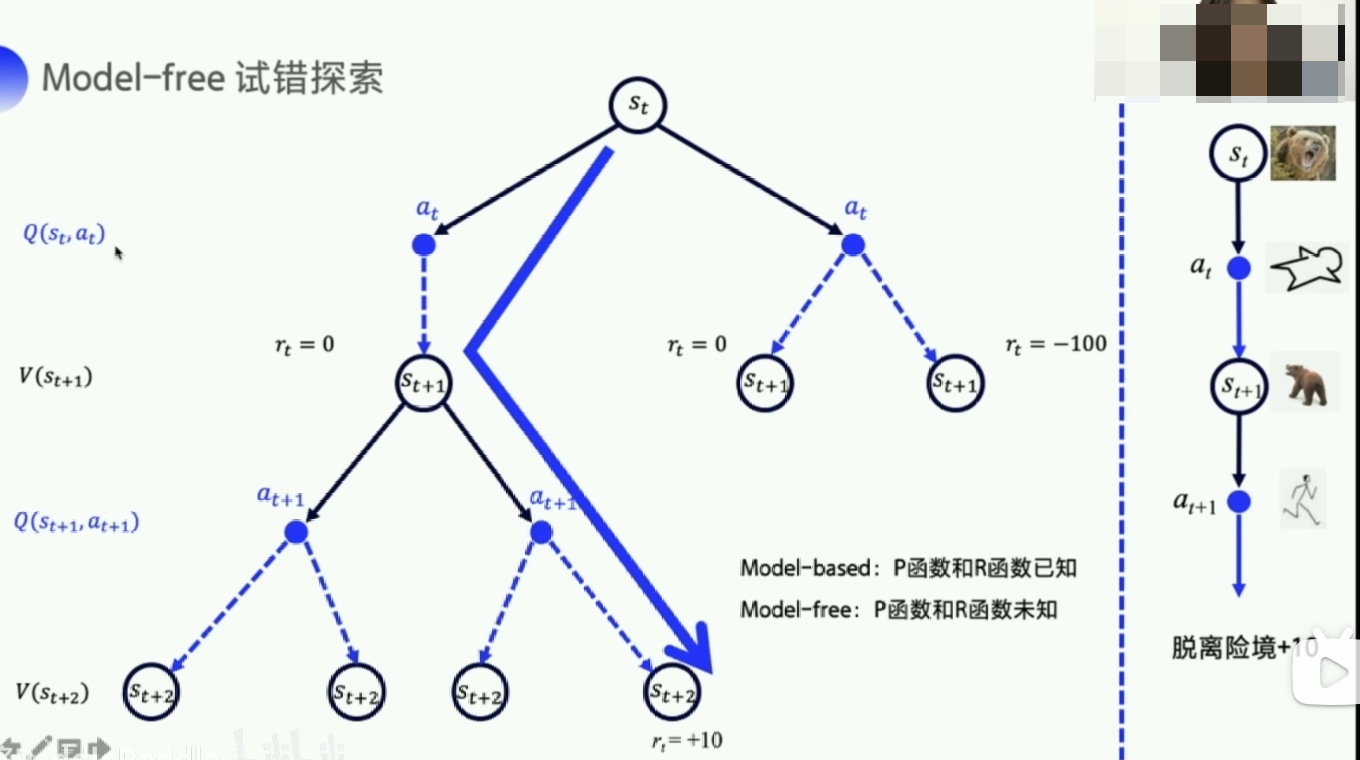 Model-free 试错探索
s_t
a_t
a_t
Q(s_t, a_t)
r_t = 0
r_t = 0
r_t = −100
V(s_{t+1})
s_{t+1}
s_{t+1}
s_{t+1}
a_{t+1}
a_{t+1}
Q(s_{t+1}, a_{t+1})
Model-based：P函数和R函数已知
Model-free：P函数和R函数未知
V(s_{t+2})
s_{t+2}
s_{t+2}
s_{t+2}
s_{t+2}
r_t = +10
s_t
a_t
s_{t+1}
a_{t+1}
脱离险境+10